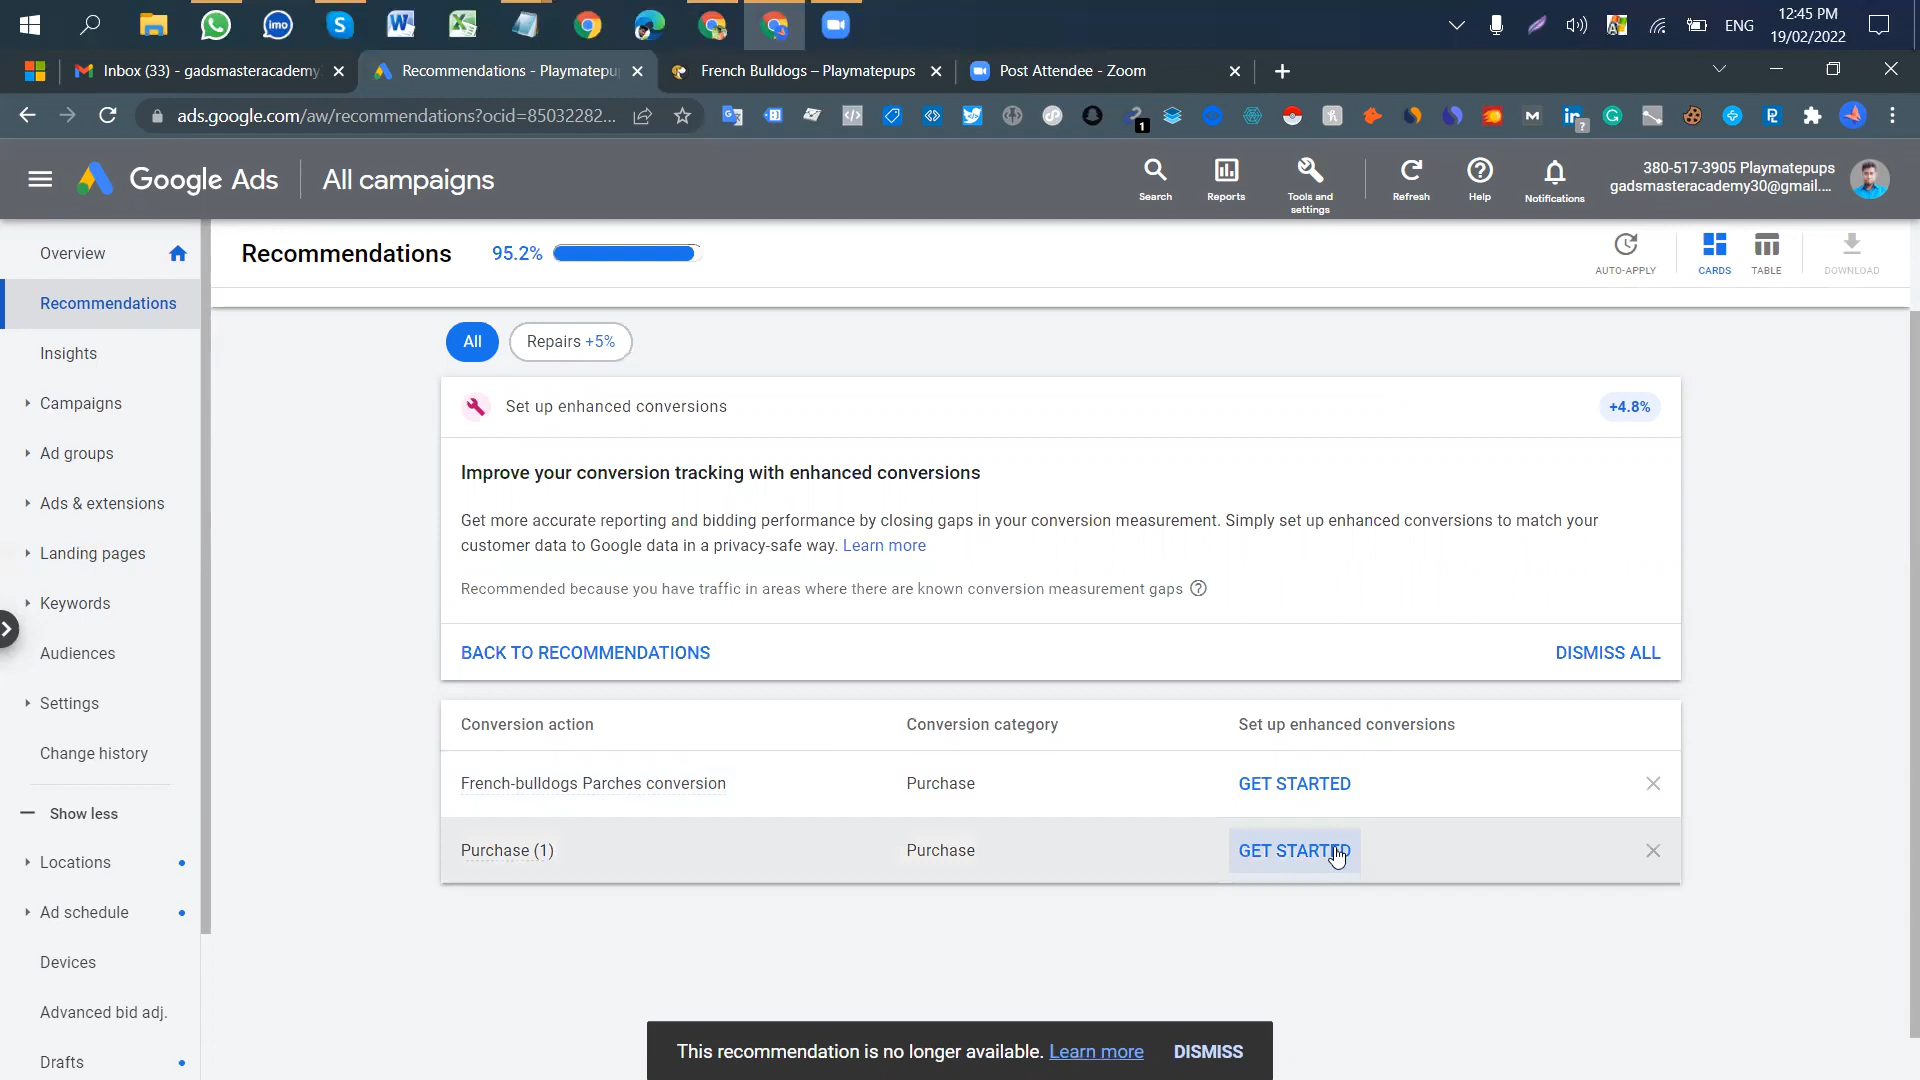 ENG
12:45 PM
19/02/2022
Inbox (33) - gadsmasteracademy
Recommendations - Playmatepu
French Bulldogs – Playmatepups
Post Attendee - Zoom
ads.google.com/aw/recommendations?ocid=85032282...
Google Ads
All campaigns
Search
Reports
Tools and
settings
Refresh
Help
Notifications
380-517-3905 Playmatepups
gadsmasteracademy30@gmail....
Overview
Recommendations
Insights
Campaigns
Ad groups
Ads & extensions
Landing pages
Keywords
Audiences
Settings
Change history
Show less
Locations
Ad schedule
Devices
Advanced bid adj.
Drafts
Recommendations 95.2%
AUTO-APPLY
CARDS
TABLE
DOWNLOAD
All
Repairs +5%
Set up enhanced conversions
+4.8%
Improve your conversion tracking with enhanced conversions
Get more accurate reporting and bidding performance by closing gaps in your conversion measurement. Simply set up enhanced conversions to match your
customer data to Google data in a privacy-safe way. Learn more
Recommended because you have traffic in areas where there are known conversion measurement gaps
BACK TO RECOMMENDATIONS
DISMISS ALL
Conversion action
Conversion category
Set up enhanced conversions
French-bulldogs Parches conversion
Purchase
GET STARTED
Purchase (1)
Purchase
GET STARTED
This recommendation is no longer available. Learn more
DISMISS